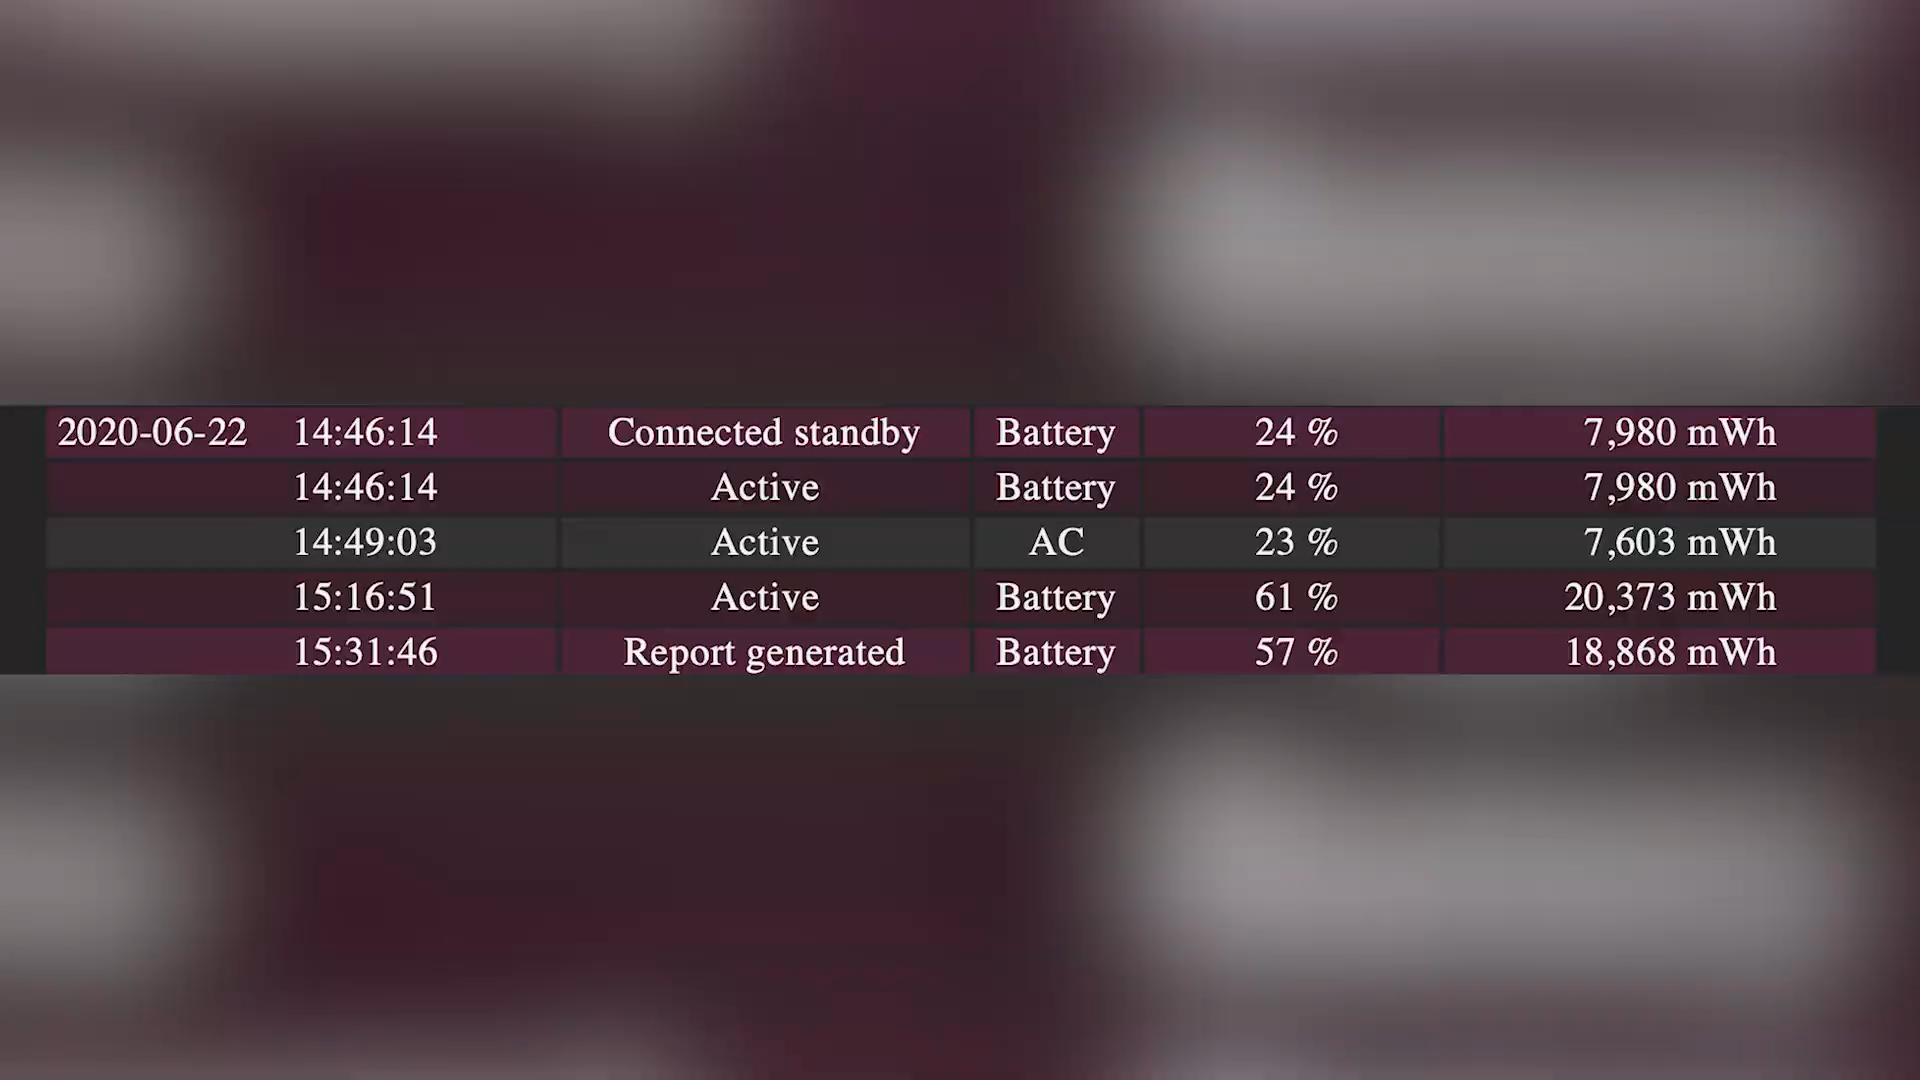 2020-06-22 14:46:14 Connected standby Battery 24 % 7,980 mWh
14:46:14 Active Battery 24 % 7,980 mWh
14:49:03 Active AC 23 % 7,603 mWh
15:16:51 Active Battery 61 % 20,373 mWh
15:31:46 Report generated Battery 57 % 18,868 mWh